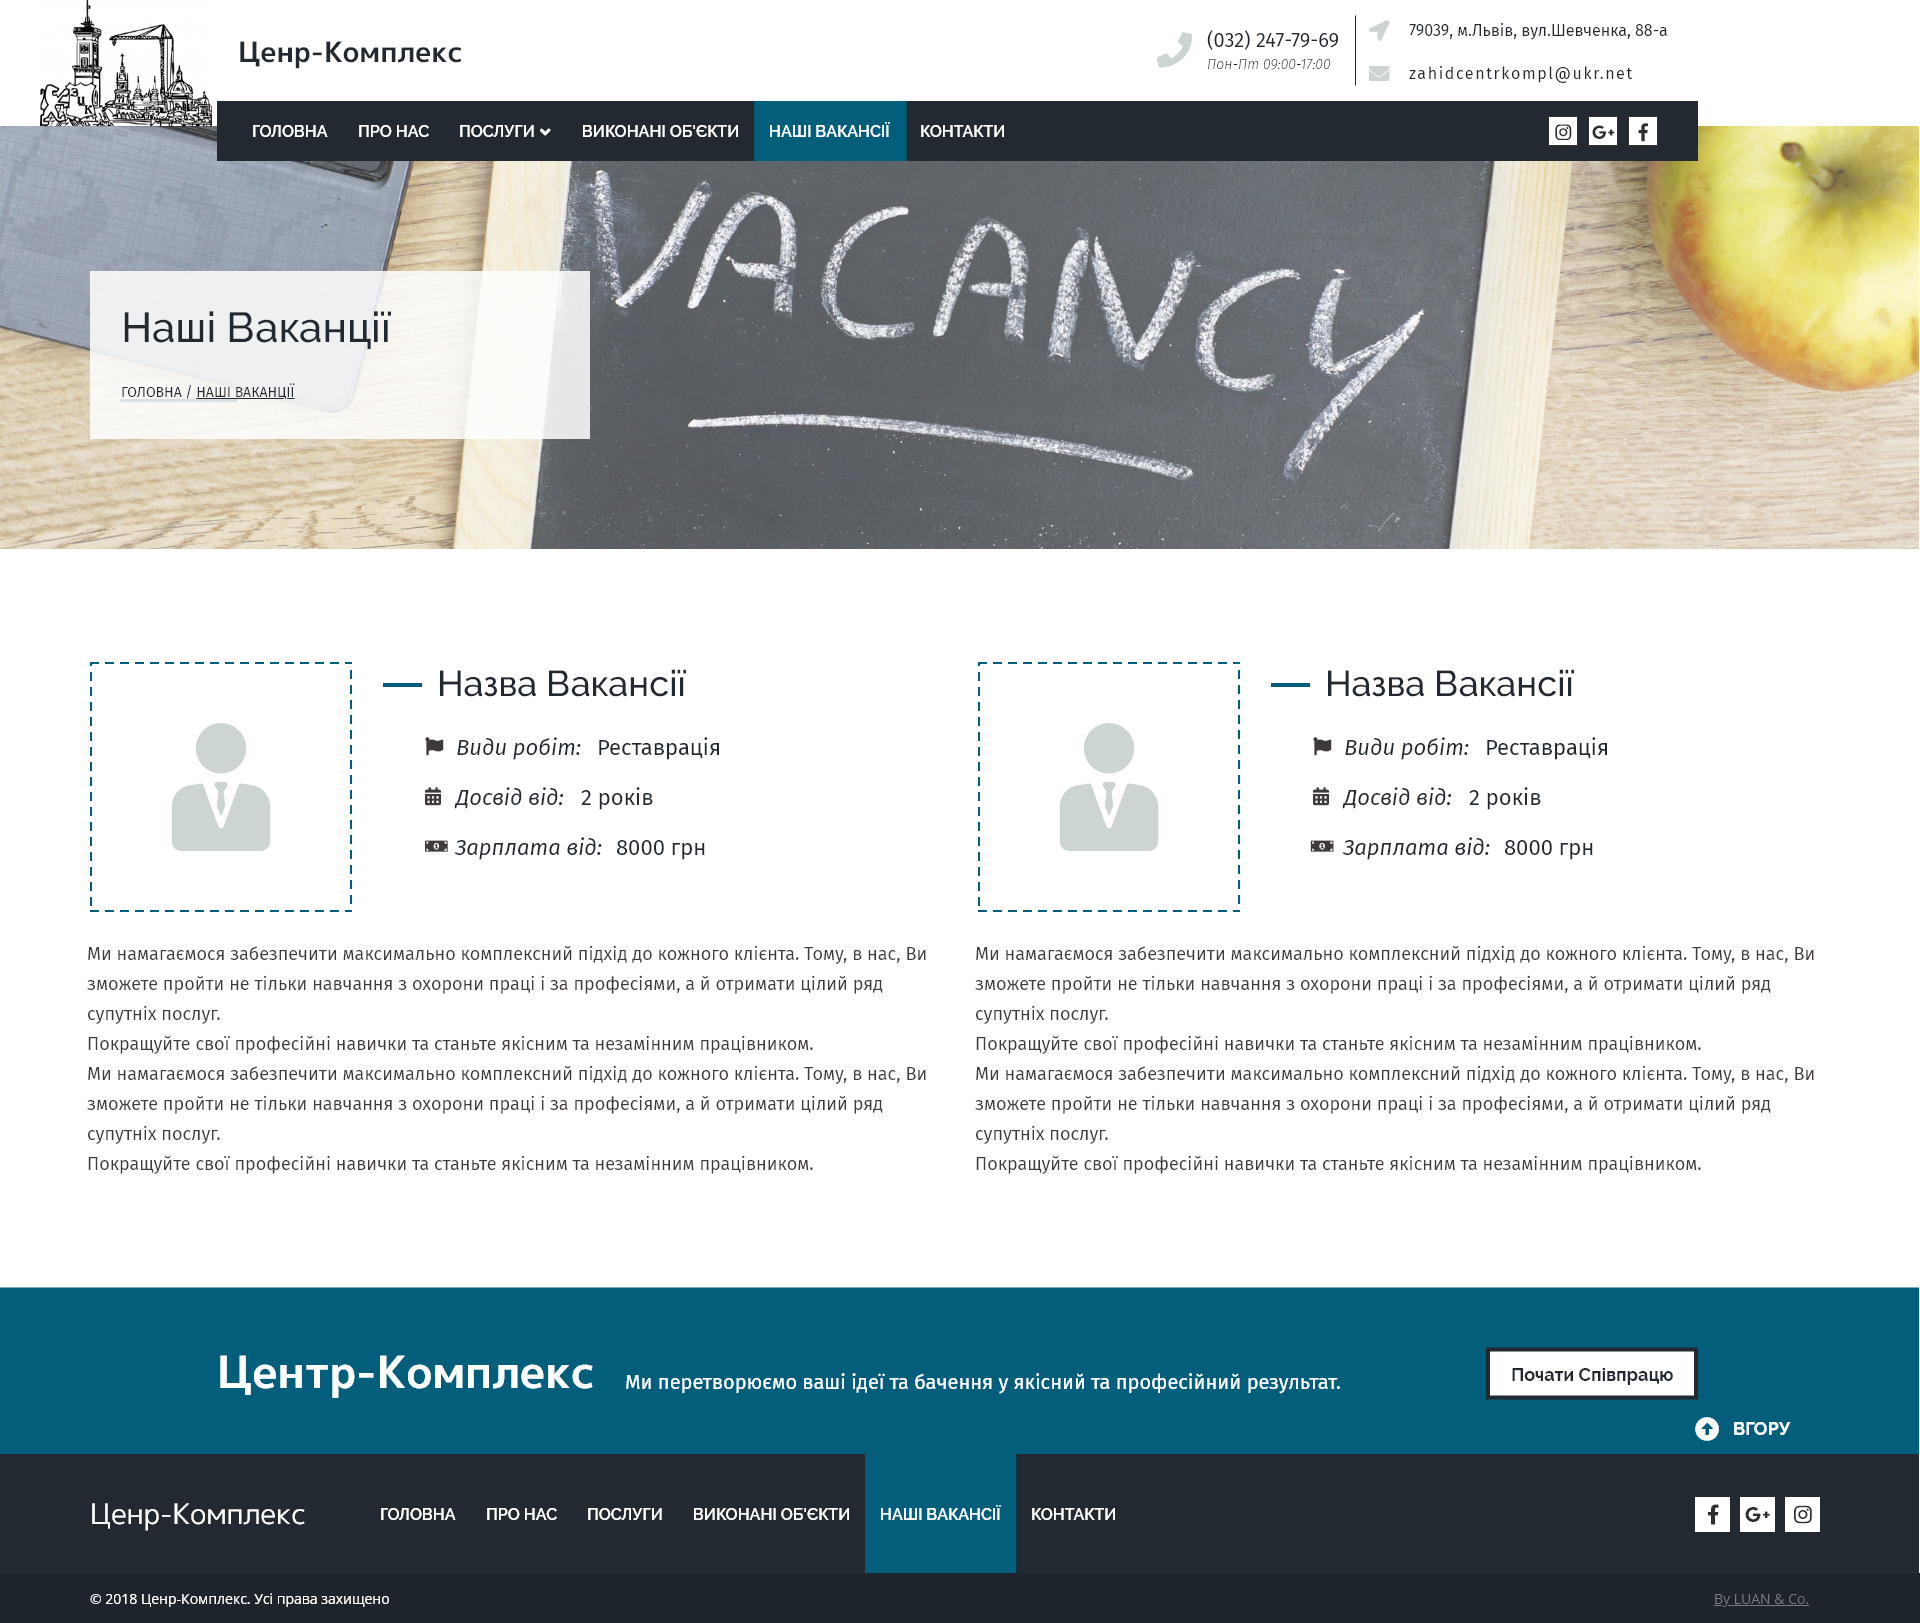 Ценр-Комплекс
(032) 247-79-69
Пон-Пт 09:00-17:00
79039, м.Львів, вул.Шевченка, 88-а
zahidcentrkompl@ukr.net
ЗЦК
ГОЛОВНА ПРО НАС ПОСЛУГИ ВИКОНАНІ ОБ'ЄКТИ НАШІ ВАКАНСІЇ КОНТАКТИ
VACANCY
Наші Ваканції
ГОЛОВНА / НАШІ ВАКАНЦІЇ
Назва Вакансії
Види робіт: Реставрація
Досвід від: 2 років
Зарплата від: 8000 грн
Ми намагаємося забезпечити максимально комплексний підхід до кожного клієнта. Тому, в нас, Ви
зможете пройти не тільки навчання з охорони праці і за професіями, а й отримати цілий ряд
супутніх послуг.
Покращуйте свої професійні навички та станьте якісним та незамінним працівником.
Ми намагаємося забезпечити максимально комплексний підхід до кожного клієнта. Тому, в нас, Ви
зможете пройти не тільки навчання з охорони праці і за професіями, а й отримати цілий ряд
супутніх послуг.
Покращуйте свої професійні навички та станьте якісним та незамінним працівником.
Назва Вакансії
Види робіт: Реставрація
Досвід від: 2 років
Зарплата від: 8000 грн
Ми намагаємося забезпечити максимально комплексний підхід до кожного клієнта. Тому, в нас, Ви
зможете пройти не тільки навчання з охорони праці і за професіями, а й отримати цілий ряд
супутніх послуг.
Покращуйте свої професійні навички та станьте якісним та незамінним працівником.
Ми намагаємося забезпечити максимально комплексний підхід до кожного клієнта. Тому, в нас, Ви
зможете пройти не тільки навчання з охорони праці і за професіями, а й отримати цілий ряд
супутніх послуг.
Покращуйте свої професійні навички та станьте якісним та незамінним працівником.
Центр-Комплекс
Ми перетворюємо ваші ідеї та бачення у якісний та професійний результат.
Почати Співпрацю
ВГОРУ
Ценр-Комплекс
ГОЛОВНА ПРО НАС ПОСЛУГИ ВИКОНАНІ ОБ'ЄКТИ НАШІ ВАКАНСІЇ КОНТАКТИ
© 2018 Ценр-Комплекс. Усі права захищено
By LUAN & Co.